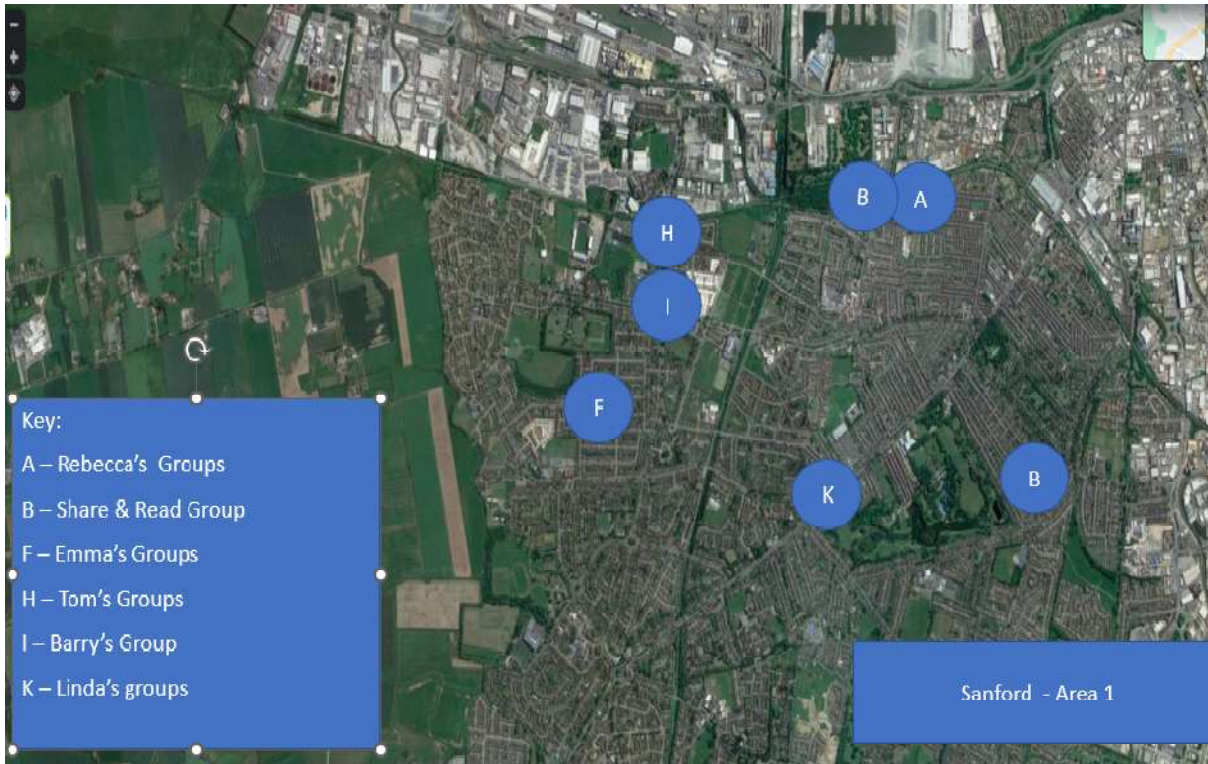 B
A
H
I
F
K
B
Key:
A – Rebecca's Groups
B – Share & Read Group
F – Emma's Groups
H – Tom's Groups
I – Barry's Group
K – Linda's groups
Sanford - Area 1